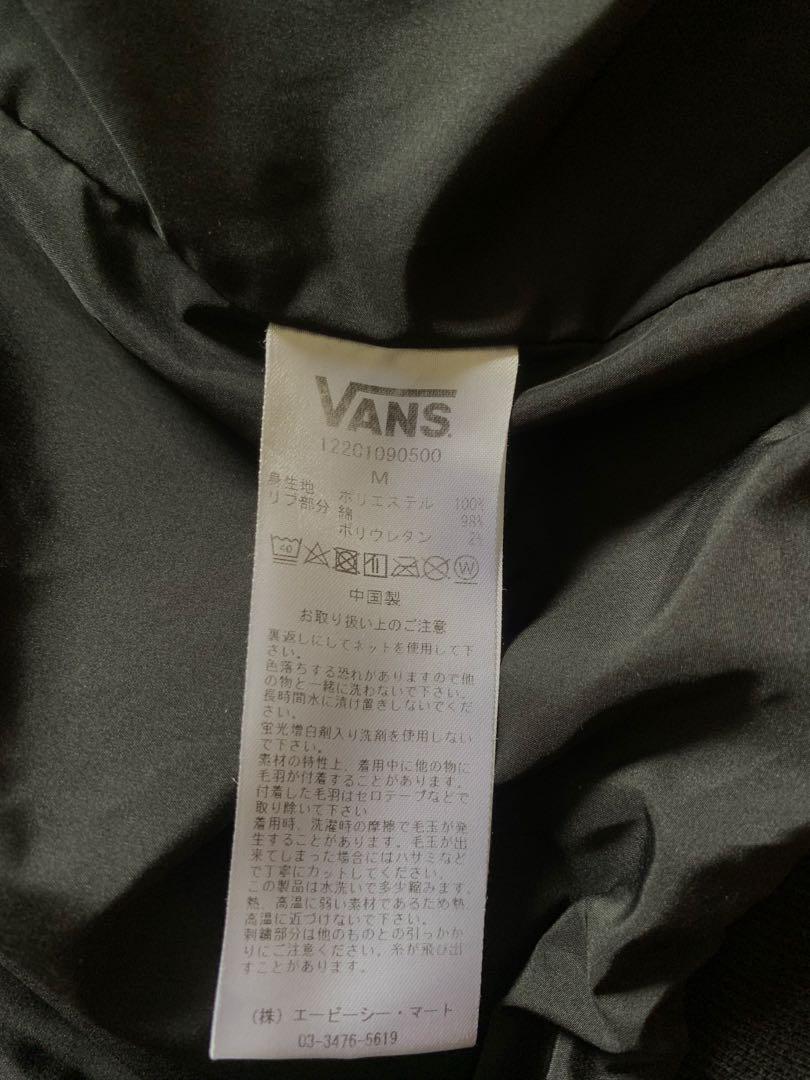 VANS
122C1090500
M
身生地 ポリエステル 100%
リブ部分 綿 98%
ポリウレタン 2%
40
W
中国製
お取り扱い上のご注意
裏返しにしてネットを使用して下
さい。
色落ちする恐れがありますので他
の物と一緒に洗わないで下さい。
長時間水に漬け置きしないでくだ
さい。
蛍光増白剤入り洗剤を使用しない
で下さい。
素材の特性上、着用中に他の物に
毛羽が付着することがあります。
付着した毛羽はセロテープなどで
取り除いて下さい
着用時、洗濯時の摩擦で毛玉が発
生することがあります。毛玉が出
来てしまった場合にはハサミなど
で丁寧にカットしてください。
この製品は水洗いで多少縮みます。
熱、高温に弱い素材であるため熱
高温に近づけないで下さい。
刺繍部分は他のものとの引っかか
りにご注意ください。糸が飛び出
すことがあります。
(株) エービーシー・マート
03-3476-5619